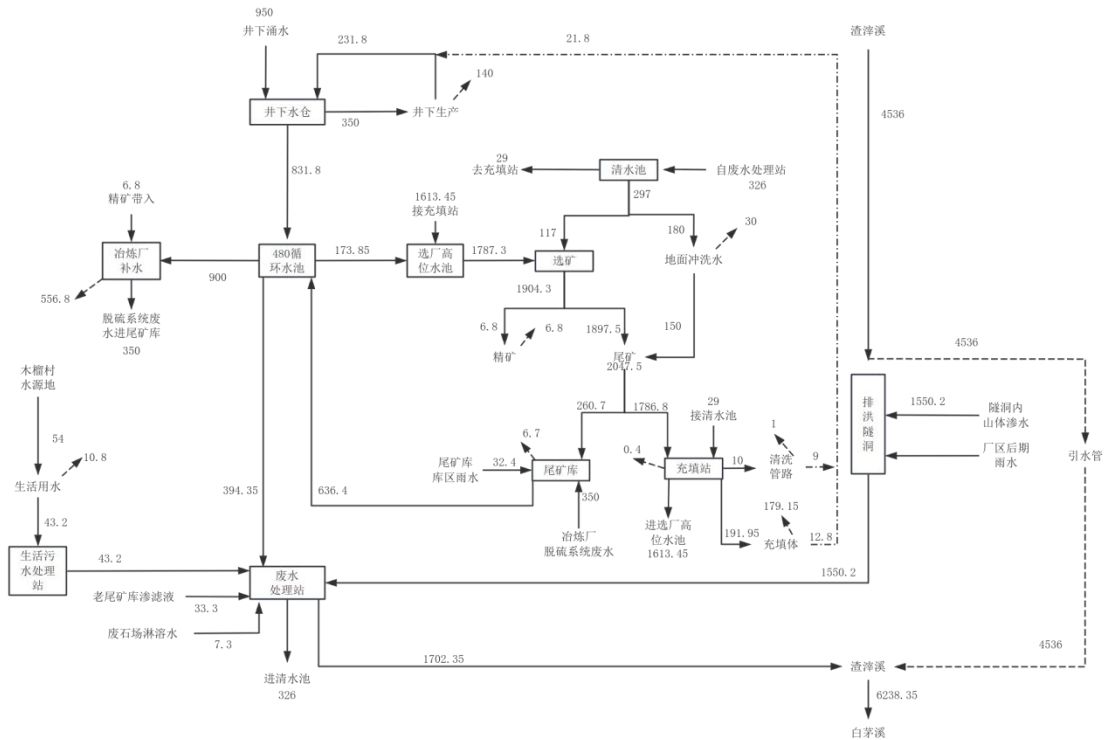 950
井下涌水
231.8
21.8
渣滓溪
140
井下水仓
350
井下生产
4536
831.8
29
去充填站
清水池
自废水处理站
326
297
6.8
精矿带入
1613.45
接充填站
117
180
30
冶炼厂
补水
900
480循
环水池
173.85
选厂高
位水池
1787.3
选矿
地面冲洗水
556.8
脱硫系统废
水进尾矿库
350
1904.3
6.8
6.8
1897.5
150
精矿
尾矿
2047.5
4536
木榴村
水源地
54
10.8
生活用水
260.7
1786.8
29
接清水池
排
洪
隧
洞
1550.2
隧洞内
山体渗水
厂区后期
雨水
引水管
尾矿库
库区雨水
32.4
6.7
尾矿库
350
0.4
充填站
10
1
清洗
管路
9
394.35
636.4
43.2
冶炼厂
脱硫系统废水
进选厂高
位水池
1613.45
191.95
179.15
充填体
12.8
生活污
水处理
站
43.2
废水
处理站
1550.2
老尾矿库渗滤液
33.3
废石场淋溶水
7.3
进清水池
326
1702.35
渣滓溪
4536
6238.35
白茅溪